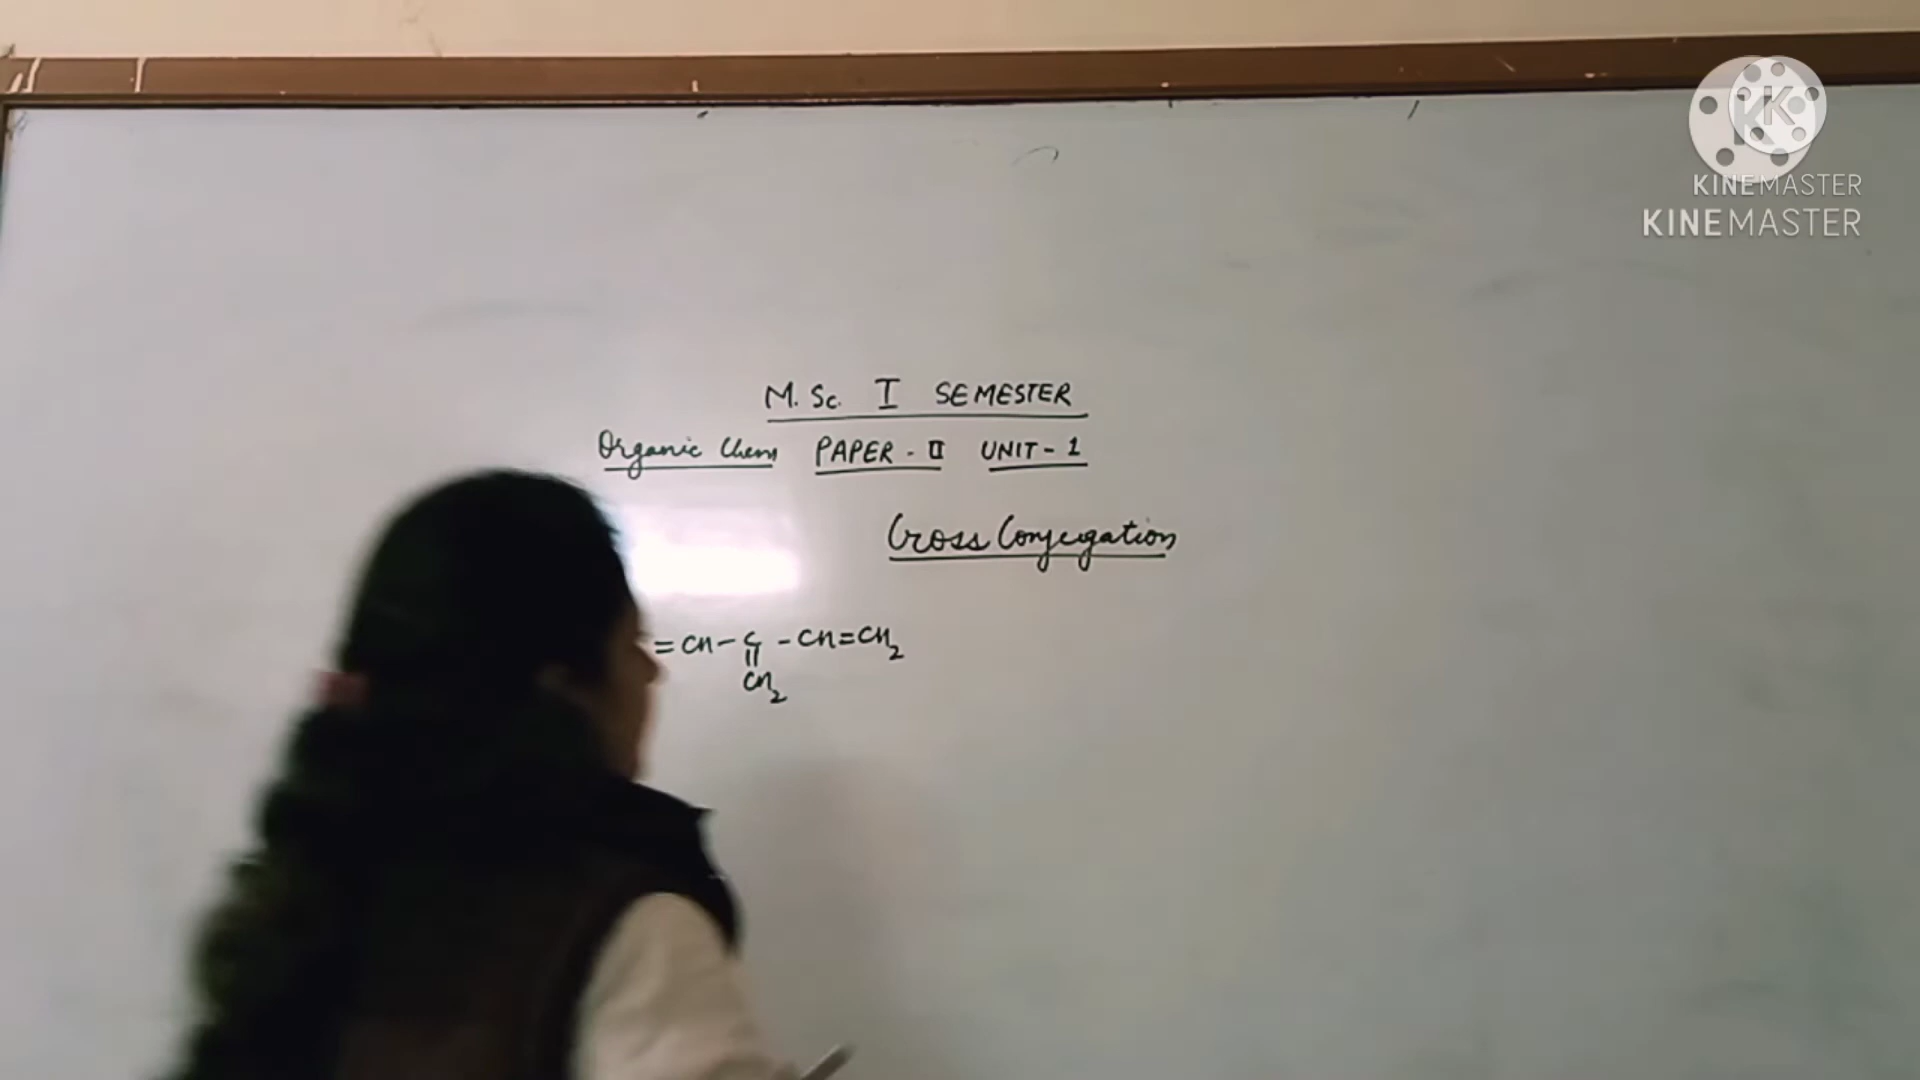 KINEMASTER
KINEMASTER
M. Sc. I SEMESTER
Organic Chem PAPER - II UNIT - 1
Cross Conjugation
=CH-C-CH=CH2
||
CH2